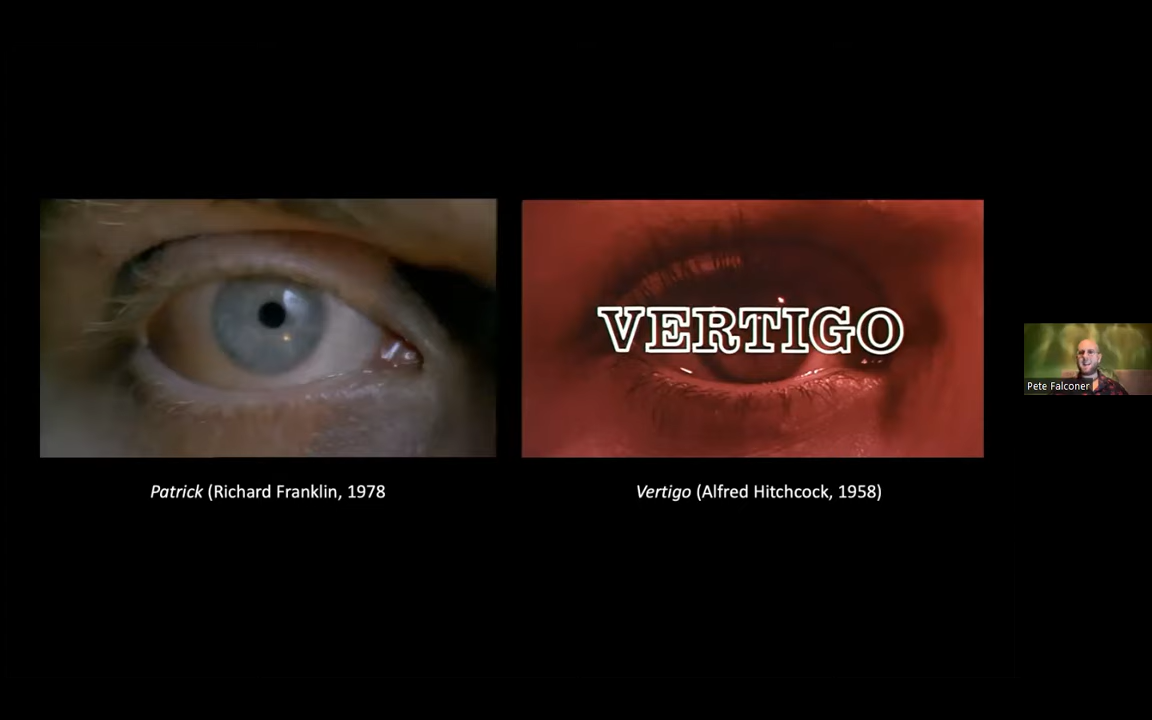 VERTIGO
Pete Falconer
Patrick (Richard Franklin, 1978
Vertigo (Alfred Hitchcock, 1958)